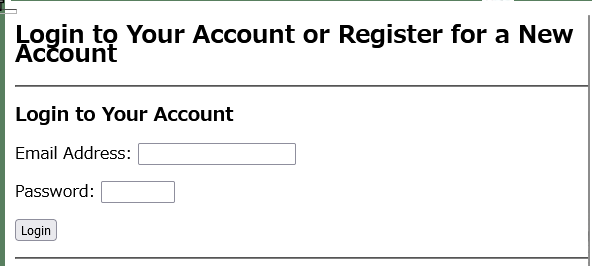 Login to Your Account or Register for a New
Account
Login to Your Account
Email Address:
Password:
Login